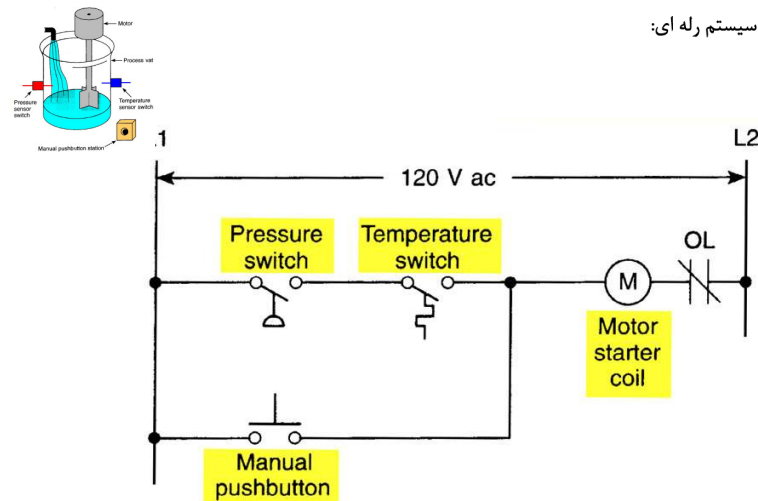 سیستم رله ای:
Motor
Process vat
Pressure
sensor
switch
Temperature
sensor switch
Manual pushbutton station
.1
L2
120 V ac
Pressure
switch
Temperature
switch
OL
M
Motor
starter
coil
Manual
pushbutton